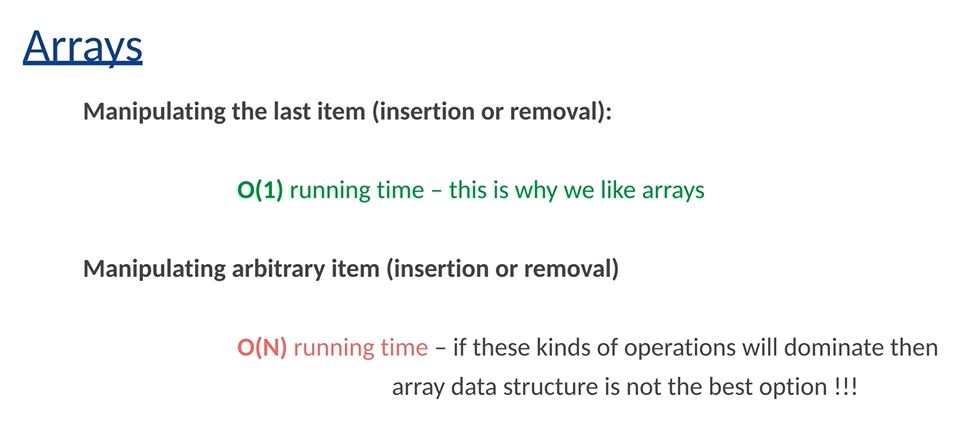 Arrays
Manipulating the last item (insertion or removal):
O(1) running time – this is why we like arrays
Manipulating arbitrary item (insertion or removal)
O(N) running time – if these kinds of operations will dominate then
array data structure is not the best option !!!